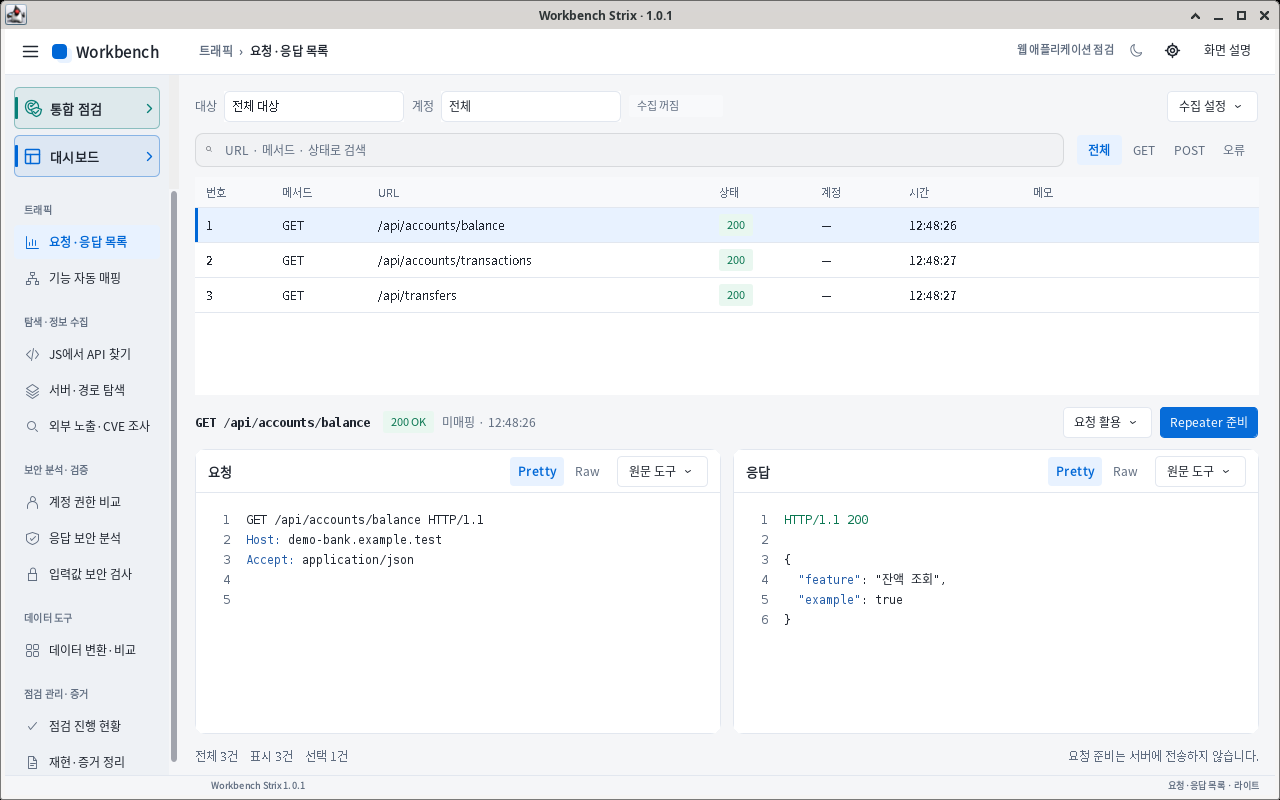 Workbench Strix · 1.0.1
Workbench
트래픽 › 요청·응답 목록
웹 애플리케이션 점검
화면 설명
통합 점검
대시보드
트래픽
요청·응답 목록
기능 자동 매핑
탐색·정보 수집
JS에서 API 찾기
서버·경로 탐색
외부 노출·CVE 조사
보안 분석·검증
계정 권한 비교
응답 보안 분석
입력값 보안 검사
데이터 도구
데이터 변환·비교
점검 관리·증거
점검 진행 현황
재현·증거 정리
대상 전체 대상 계정 전체 수집 꺼짐 수집 설정
URL · 메서드 · 상태로 검색 전체 GET POST 오류
번호 메서드 URL 상태 계정 시간 메모
1 GET /api/accounts/balance 200 — 12:48:26
2 GET /api/accounts/transactions 200 — 12:48:27
3 GET /api/transfers 200 — 12:48:27
GET /api/accounts/balance 200 OK 미매핑 · 12:48:26 요청 활용 Repeater 준비
요청 Pretty Raw 원문 도구
1 GET /api/accounts/balance HTTP/1.1
2 Host: demo-bank.example.test
3 Accept: application/json
4
5
응답 Pretty Raw 원문 도구
1 HTTP/1.1 200
2
3 {
4 "feature": "잔액 조회",
5 "example": true
6 }
전체 3건 표시 3건 선택 1건
요청 준비는 서버에 전송하지 않습니다.
Workbench Strix 1.0.1
요청·응답 목록 · 라이트